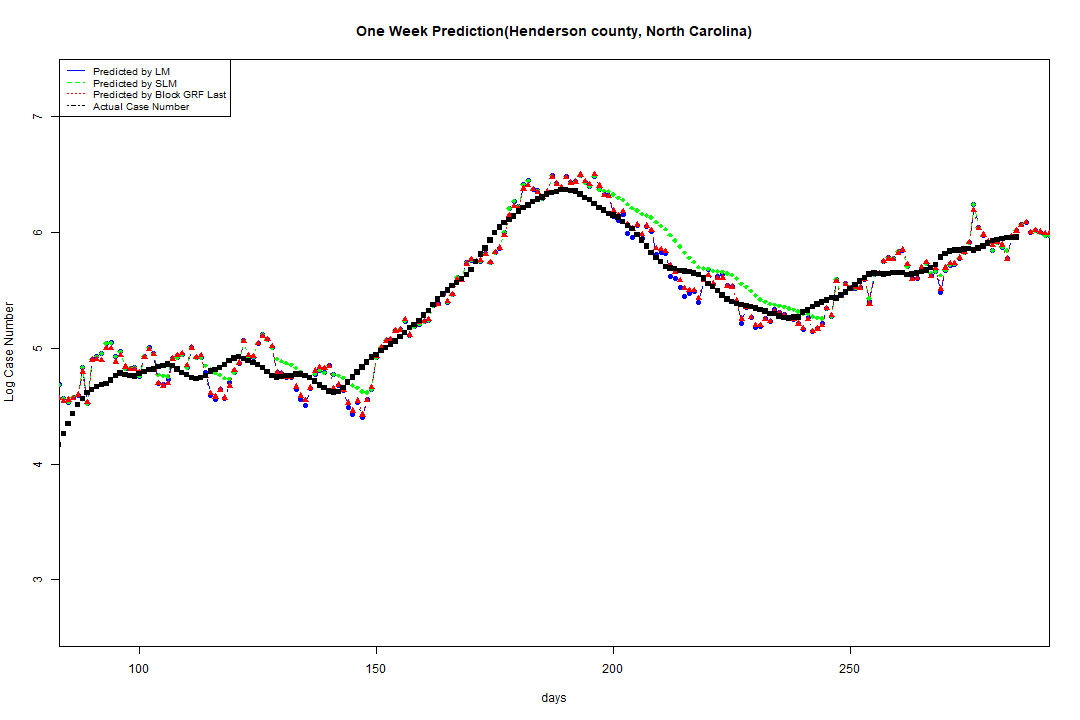 One Week Prediction(Henderson county, North Carolina)
Predicted by LM
Predicted by SLM
Predicted by Block GRF Last
Actual Case Number
7
6
5
4
3
Log Case Number
100 150 200 250
days